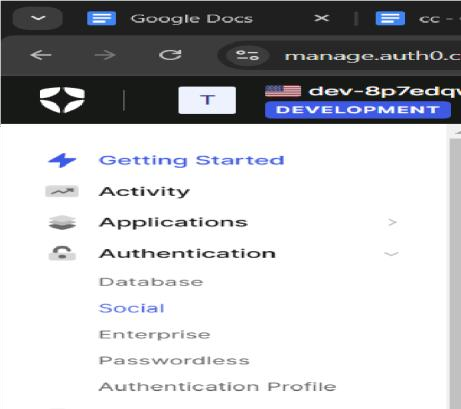 Google Docs
cc -
manage.auth0.c
T
dev-8p7edqv
DEVELOPMENT
Getting Started
Activity
Applications
Authentication
Database
Social
Enterprise
Passwordless
Authentication Profile